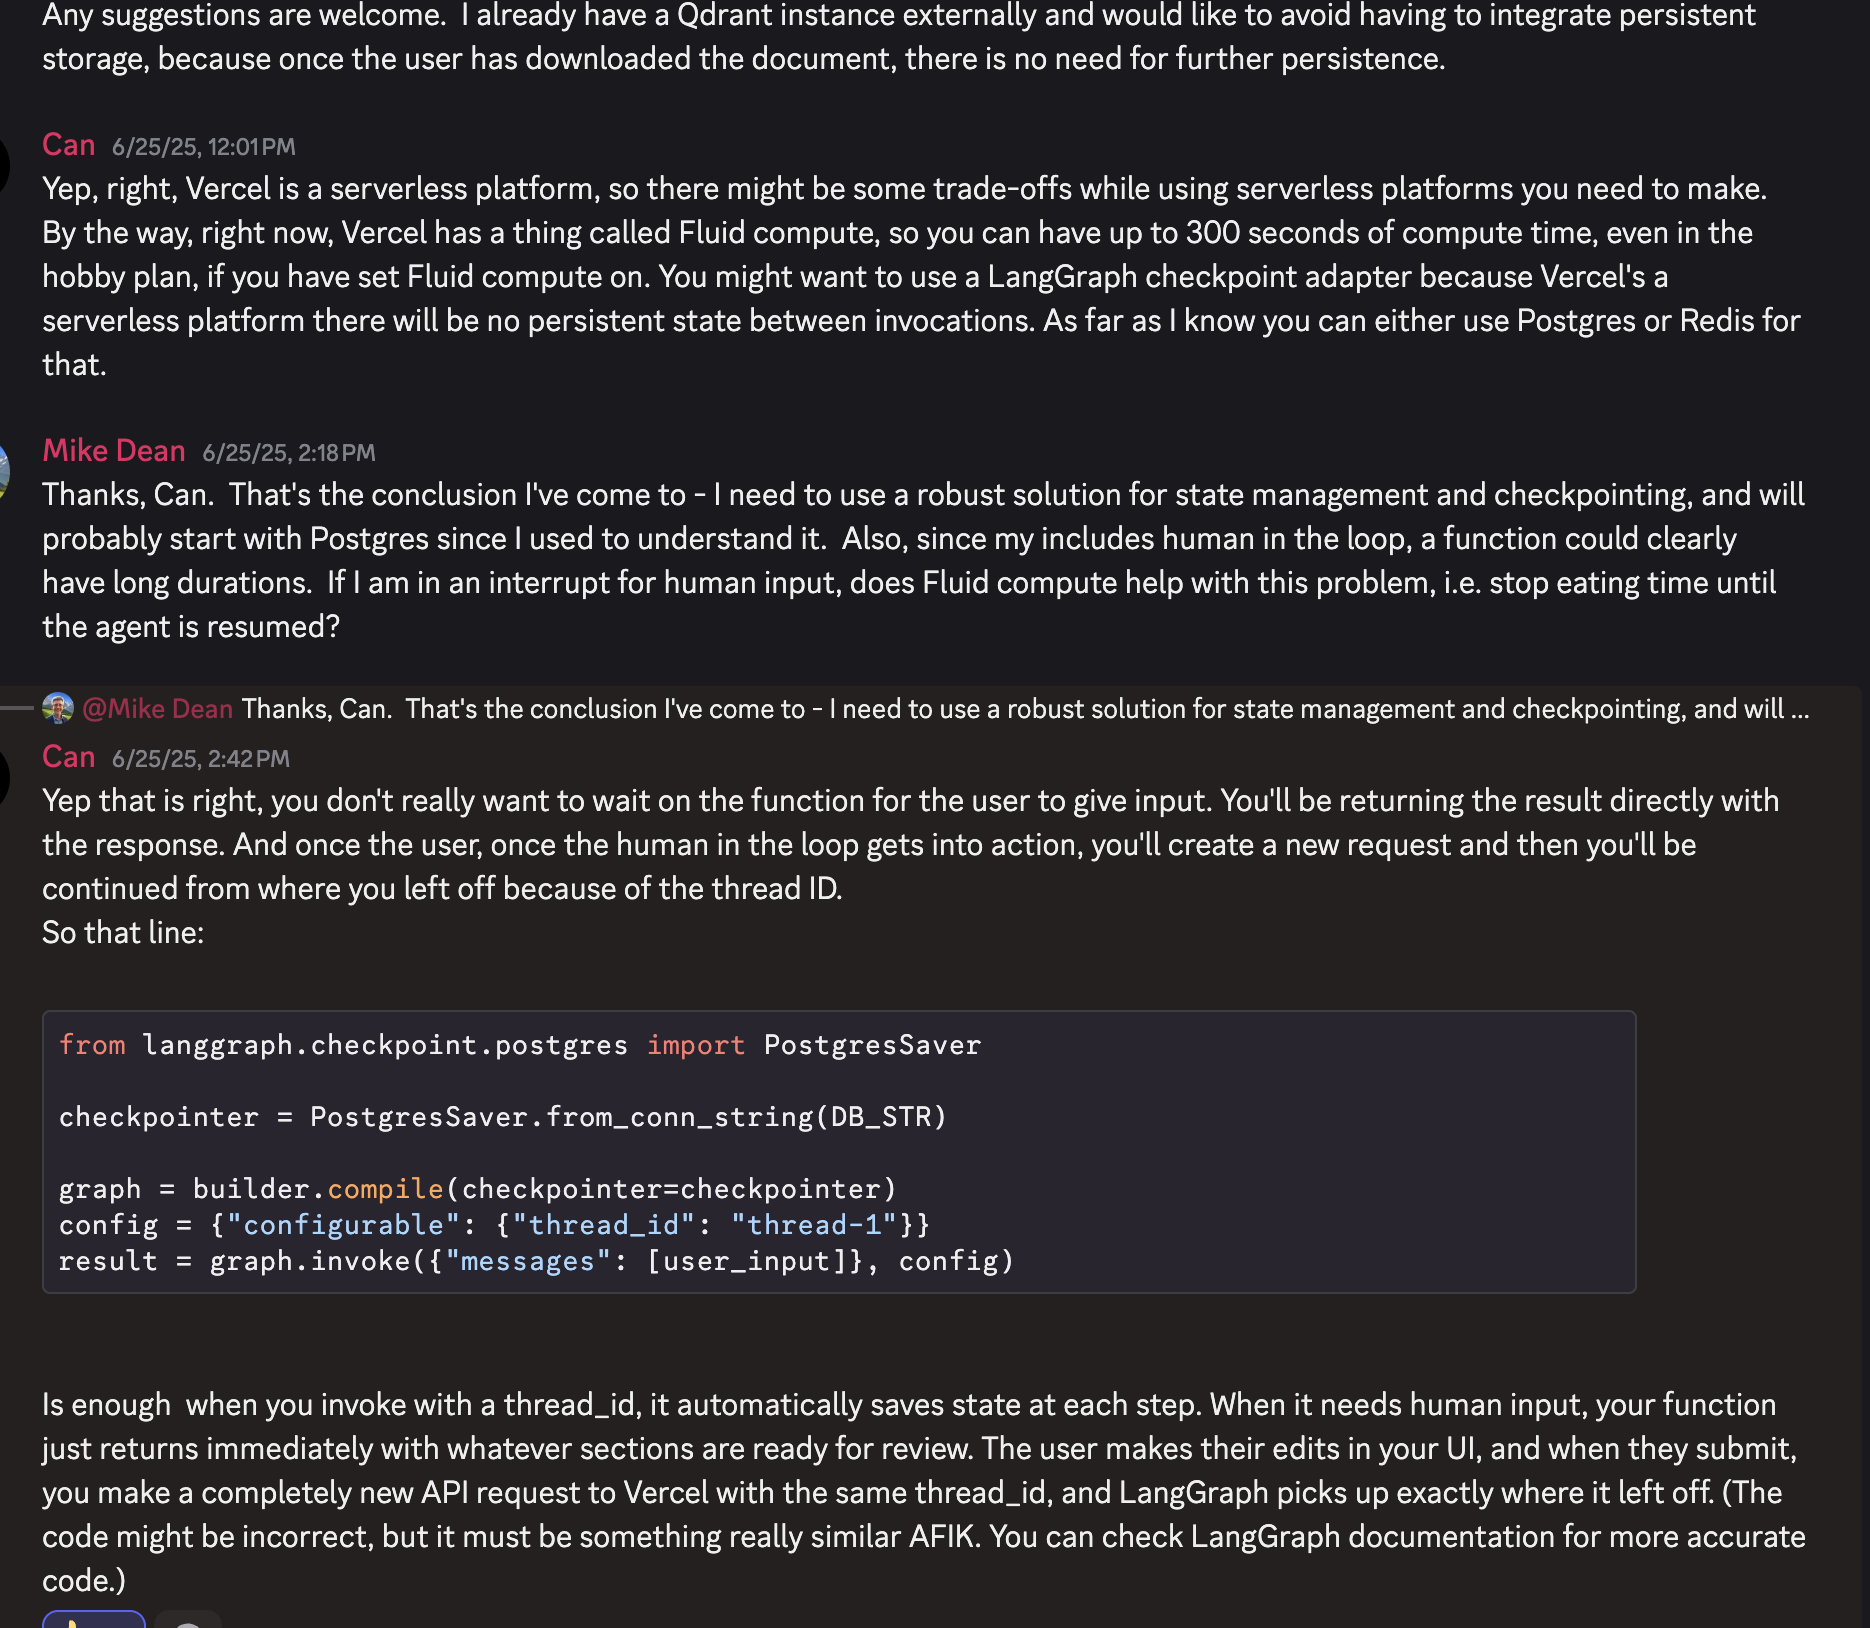 Any suggestions are welcome.  I already have a Qdrant instance externally and would like to avoid having to integrate persistent
storage, because once the user has downloaded the document, there is no need for further persistence.
Can 6/25/25, 12:01 PM
Yep, right, Vercel is a serverless platform, so there might be some trade-offs while using serverless platforms you need to make.
By the way, right now, Vercel has a thing called Fluid compute, so you can have up to 300 seconds of compute time, even in the
hobby plan, if you have set Fluid compute on. You might want to use a LangGraph checkpoint adapter because Vercel's a
serverless platform there will be no persistent state between invocations. As far as I know you can either use Postgres or Redis for
that.
Mike Dean 6/25/25, 2:18 PM
Thanks, Can.  That's the conclusion I've come to - I need to use a robust solution for state management and checkpointing, and will
probably start with Postgres since I used to understand it.  Also, since my includes human in the loop, a function could clearly
have long durations.  If I am in an interrupt for human input, does Fluid compute help with this problem, i.e. stop eating time until
the agent is resumed?
@Mike Dean Thanks, Can.  That's the conclusion I've come to - I need to use a robust solution for state management and checkpointing, and will ...
Can 6/25/25, 2:42 PM
Yep that is right, you don't really want to wait on the function for the user to give input. You'll be returning the result directly with
the response. And once the user, once the human in the loop gets into action, you'll create a new request and then you'll be
continued from where you left off because of the thread ID.
So that line:
from langgraph.checkpoint.postgres import PostgresSaver
checkpointer = PostgresSaver.from_conn_string(DB_STR)
graph = builder.compile(checkpointer=checkpointer)
config = {"configurable": {"thread_id": "thread-1"}}
result = graph.invoke({"messages": [user_input]}, config)
Is enough  when you invoke with a thread_id, it automatically saves state at each step. When it needs human input, your function
just returns immediately with whatever sections are ready for review. The user makes their edits in your UI, and when they submit,
you make a completely new API request to Vercel with the same thread_id, and LangGraph picks up exactly where it left off. (The
code might be incorrect, but it must be something really similar AFIK. You can check LangGraph documentation for more accurate
code.)